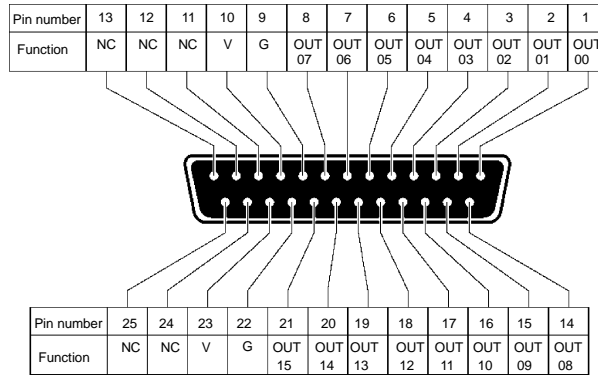 Pin number 13 12 11 10 9 8 7 6 5 4 3 2 1
Function NC NC NC V G OUT 07 OUT 06 OUT 05 OUT 04 OUT 03 OUT 02 OUT 01 OUT 00
Pin number 25 24 23 22 21 20 19 18 17 16 15 14
Function NC NC V G OUT 15 OUT 14 OUT 13 OUT 12 OUT 11 OUT 10 OUT 09 OUT 08